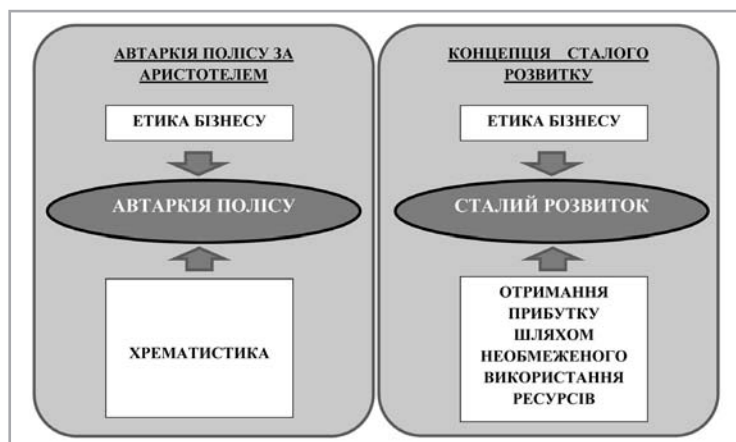 АВТАРКІЯ ПОЛІСУ ЗА
АРИСТОТЕЛЕМ
ЕТИКА БІЗНЕСУ
АВТАРКІЯ ПОЛІСУ
ХРЕМАТИСТИКА
КОНЦЕПЦІЯ СТАЛОГО
РОЗВИТКУ
ЕТИКА БІЗНЕСУ
СТАЛИЙ РОЗВИТОК
ОТРИМАННЯ
ПРИБУТКУ
ШЛЯХОМ
НЕОБМЕЖЕНОГО
ВИКОРИСТАННЯ
РЕСУРСІВ